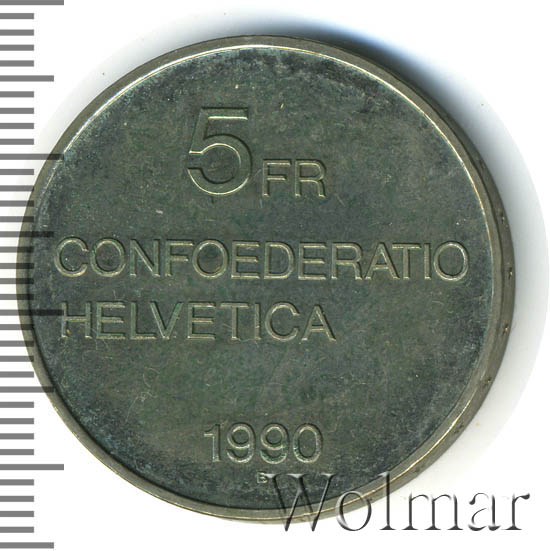 5 FR
CONFOEDERATIO
HELVETICA
1990
B
Wolmar